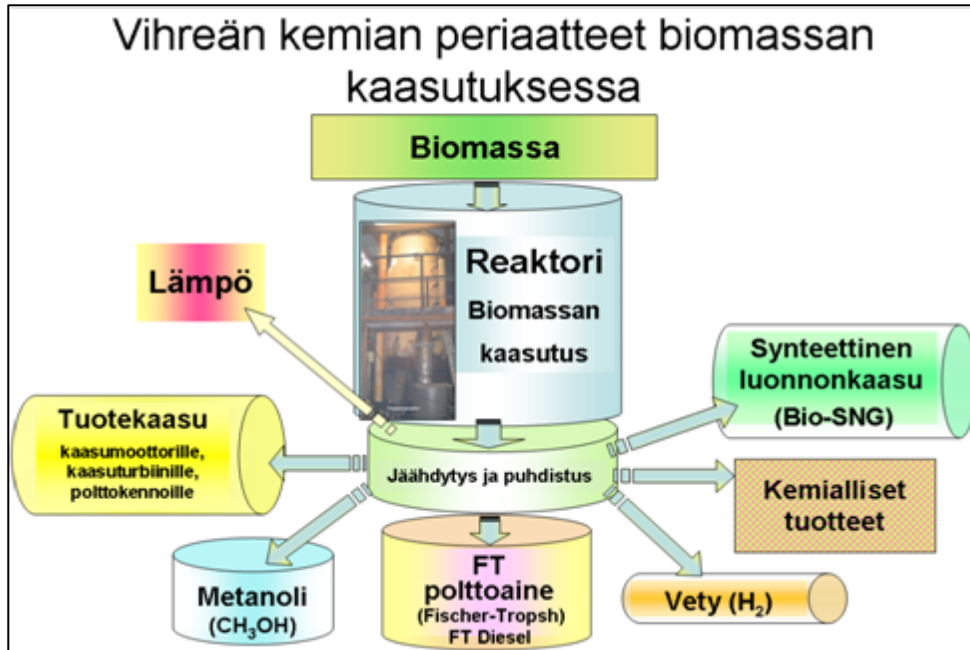 Vihreän kemian periaatteet biomassan
kaasutuksessa
Biomassa
Reaktori
Biomassan
kaasutus
Lämpö
Synteettinen
luonnonkaasu
(Bio-SNG)
Tuotekaasu
kaasumoottorille,
kaasuturbiinille,
polttokennoille
Jäähdytys ja puhdistus
Kemialliset
tuotteet
Metanoli
(CH₃OH)
FT
polttoaine
(Fischer-Tropsh)
FT Diesel
Vety (H₂)